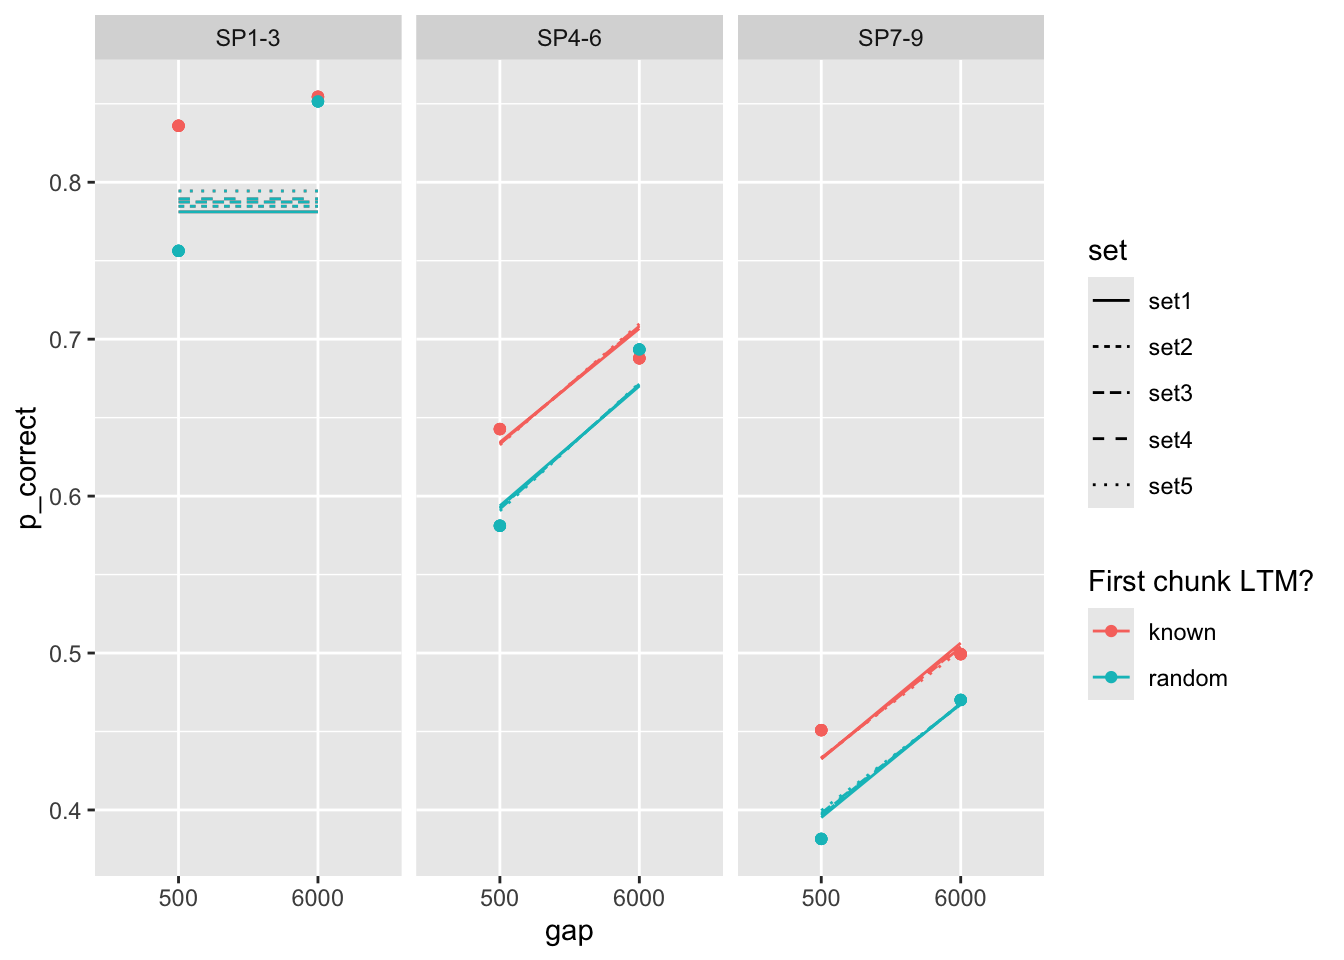 SP1-3
SP4-6
SP7-9
0.8
0.7
0.6
0.5
0.4
p_correct
500
6000
500
6000
500
6000
gap
set
set1
set2
set3
set4
set5
First chunk LTM?
known
random